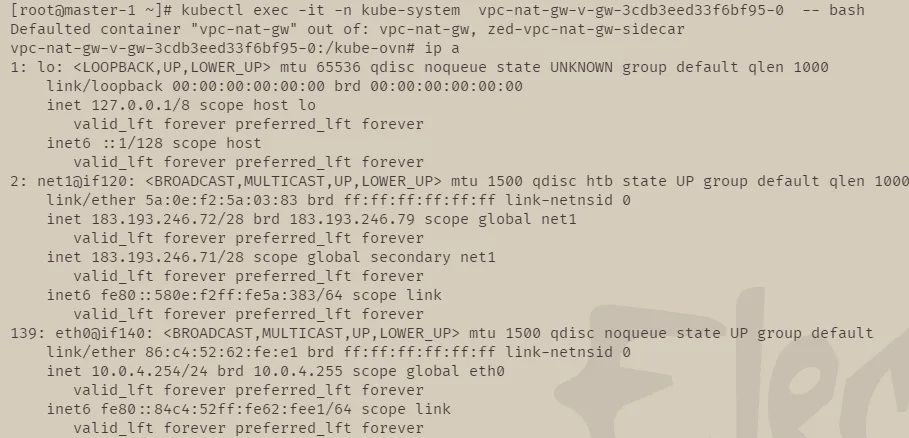 [root@master-1 ~]# kubectl exec -it -n kube-system  vpc-nat-gw-v-gw-3cdb3eed33f6bf95-0  -- bash
Defaulted container "vpc-nat-gw" out of: vpc-nat-gw, zed-vpc-nat-gw-sidecar
vpc-nat-gw-v-gw-3cdb3eed33f6bf95-0:/kube-ovn# ip a
1: lo: <LOOPBACK,UP,LOWER_UP> mtu 65536 qdisc noqueue state UNKNOWN group default qlen 1000
    link/loopback 00:00:00:00:00:00 brd 00:00:00:00:00:00
    inet 127.0.0.1/8 scope host lo
       valid_lft forever preferred_lft forever
    inet6 ::1/128 scope host
       valid_lft forever preferred_lft forever
2: net1@if120: <BROADCAST,MULTICAST,UP,LOWER_UP> mtu 1500 qdisc htb state UP group default qlen 1000
    link/ether 5a:0e:f2:5a:03:83 brd ff:ff:ff:ff:ff:ff link-netnsid 0
    inet 183.193.246.72/28 brd 183.193.246.79 scope global net1
       valid_lft forever preferred_lft forever
    inet 183.193.246.71/28 scope global secondary net1
       valid_lft forever preferred_lft forever
    inet6 fe80::580e:f2ff:fe5a:383/64 scope link
       valid_lft forever preferred_lft forever
139: eth0@if140: <BROADCAST,MULTICAST,UP,LOWER_UP> mtu 1500 qdisc noqueue state UP group default
    link/ether 86:c4:52:62:fe:e1 brd ff:ff:ff:ff:ff:ff link-netnsid 0
    inet 10.0.4.254/24 brd 10.0.4.255 scope global eth0
       valid_lft forever preferred_lft forever
    inet6 fe80::84c4:52ff:fe62:fee1/64 scope link
       valid_lft forever preferred_lft forever